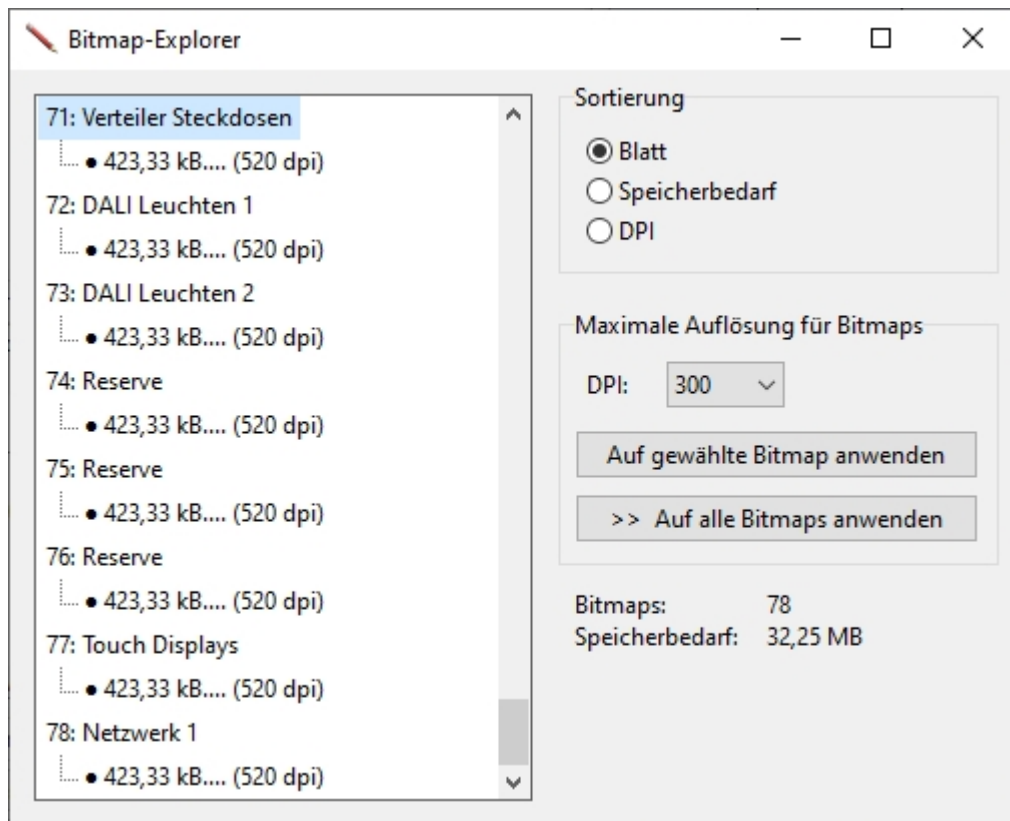 Bitmap-Explorer
71: Verteiler Steckdosen
● 423,33 kB.... (520 dpi)
72: DALI Leuchten 1
● 423,33 kB.... (520 dpi)
73: DALI Leuchten 2
● 423,33 kB.... (520 dpi)
74: Reserve
● 423,33 kB.... (520 dpi)
75: Reserve
● 423,33 kB.... (520 dpi)
76: Reserve
● 423,33 kB.... (520 dpi)
77: Touch Displays
● 423,33 kB.... (520 dpi)
78: Netzwerk 1
● 423,33 kB.... (520 dpi)
Sortierung
Blatt
Speicherbedarf
DPI
Maximale Auflösung für Bitmaps
DPI: 300
Auf gewählte Bitmap anwenden
>> Auf alle Bitmaps anwenden
Bitmaps: 78
Speicherbedarf: 32,25 MB